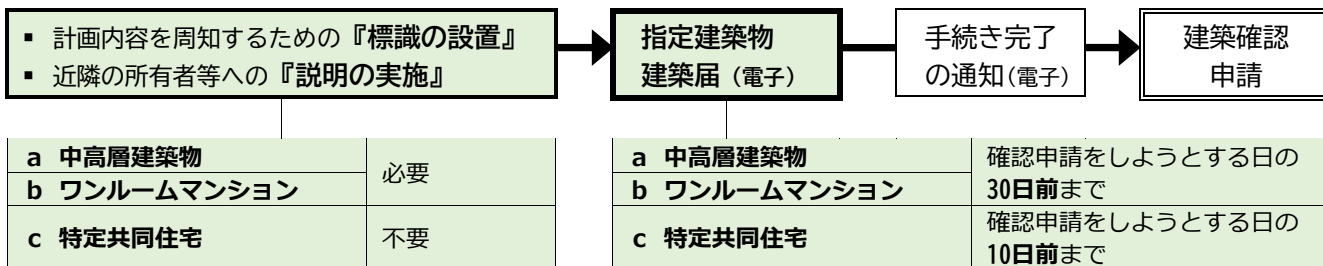 ▪ 計画内容を周知するための『標識の設置』
▪ 近隣の所有者等への『説明の実施』
指定建築物
建築届（電子）
手続き完了
の通知(電子)
建築確認
申請
a 中高層建築物
b ワンルームマンション
必要
c 特定共同住宅
不要
a 中高層建築物
b ワンルームマンション
確認申請をしようとする日の
30日前まで
c 特定共同住宅
確認申請をしようとする日の
10日前まで